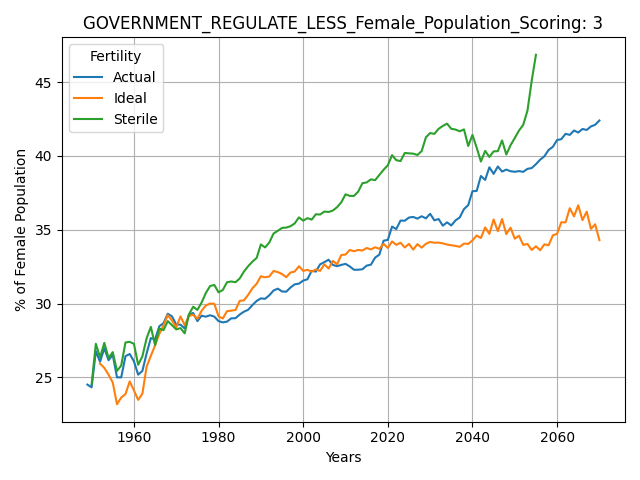 GOVERNMENT_REGULATE_LESS_Female_Population_Scoring: 3
Fertility
Actual
Ideal
Sterile
% of Female Population
45
40
35
30
25
1960 1980 2000 2020 2040 2060
Years